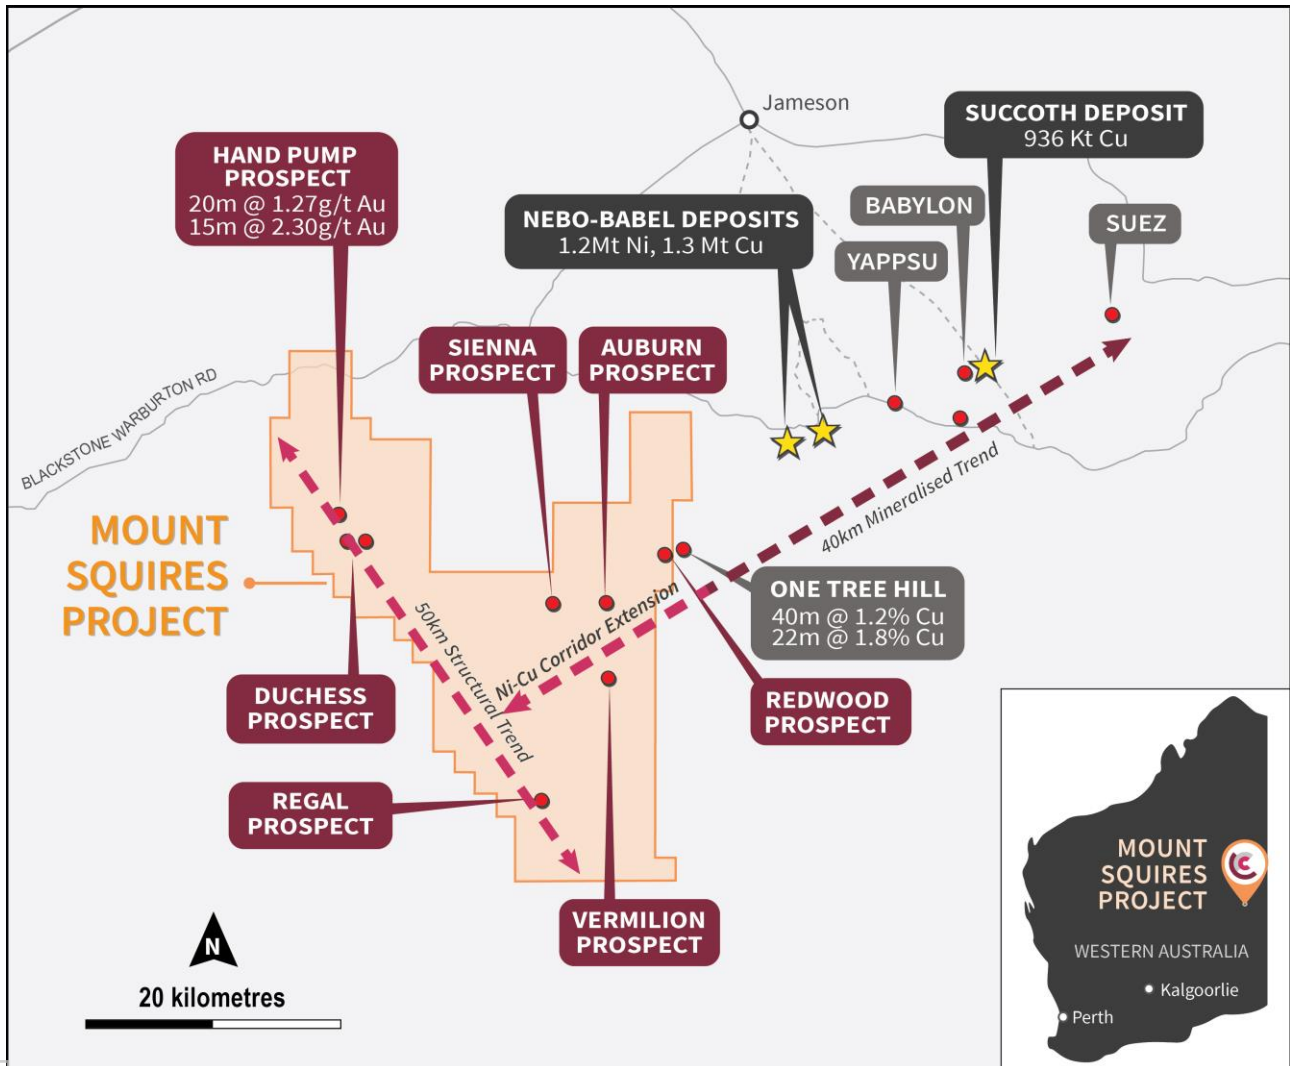 Jameson
SUCCOTH DEPOSIT
936 Kt Cu
HAND PUMP
PROSPECT
20m @ 1.27g/t Au
15m @ 2.30g/t Au
NEBO-BABEL DEPOSITS
1.2Mt Ni, 1.3 Mt Cu
BABYLON
YAPPSU
SUEZ
SIENNA
PROSPECT
AUBURN
PROSPECT
BLACKSTONE WARBURTON RD
MOUNT
SQUIRES
PROJECT
40km Mineralised Trend
Ni-Cu Corridor Extension
50km Structural Trend
ONE TREE HILL
40m @ 1.2% Cu
22m @ 1.8% Cu
DUCHESS
PROSPECT
REDWOOD
PROSPECT
REGAL
PROSPECT
VERMILION
PROSPECT
N
20 kilometres
MOUNT
SQUIRES
PROJECT
WESTERN AUSTRALIA
Kalgoorlie
Perth